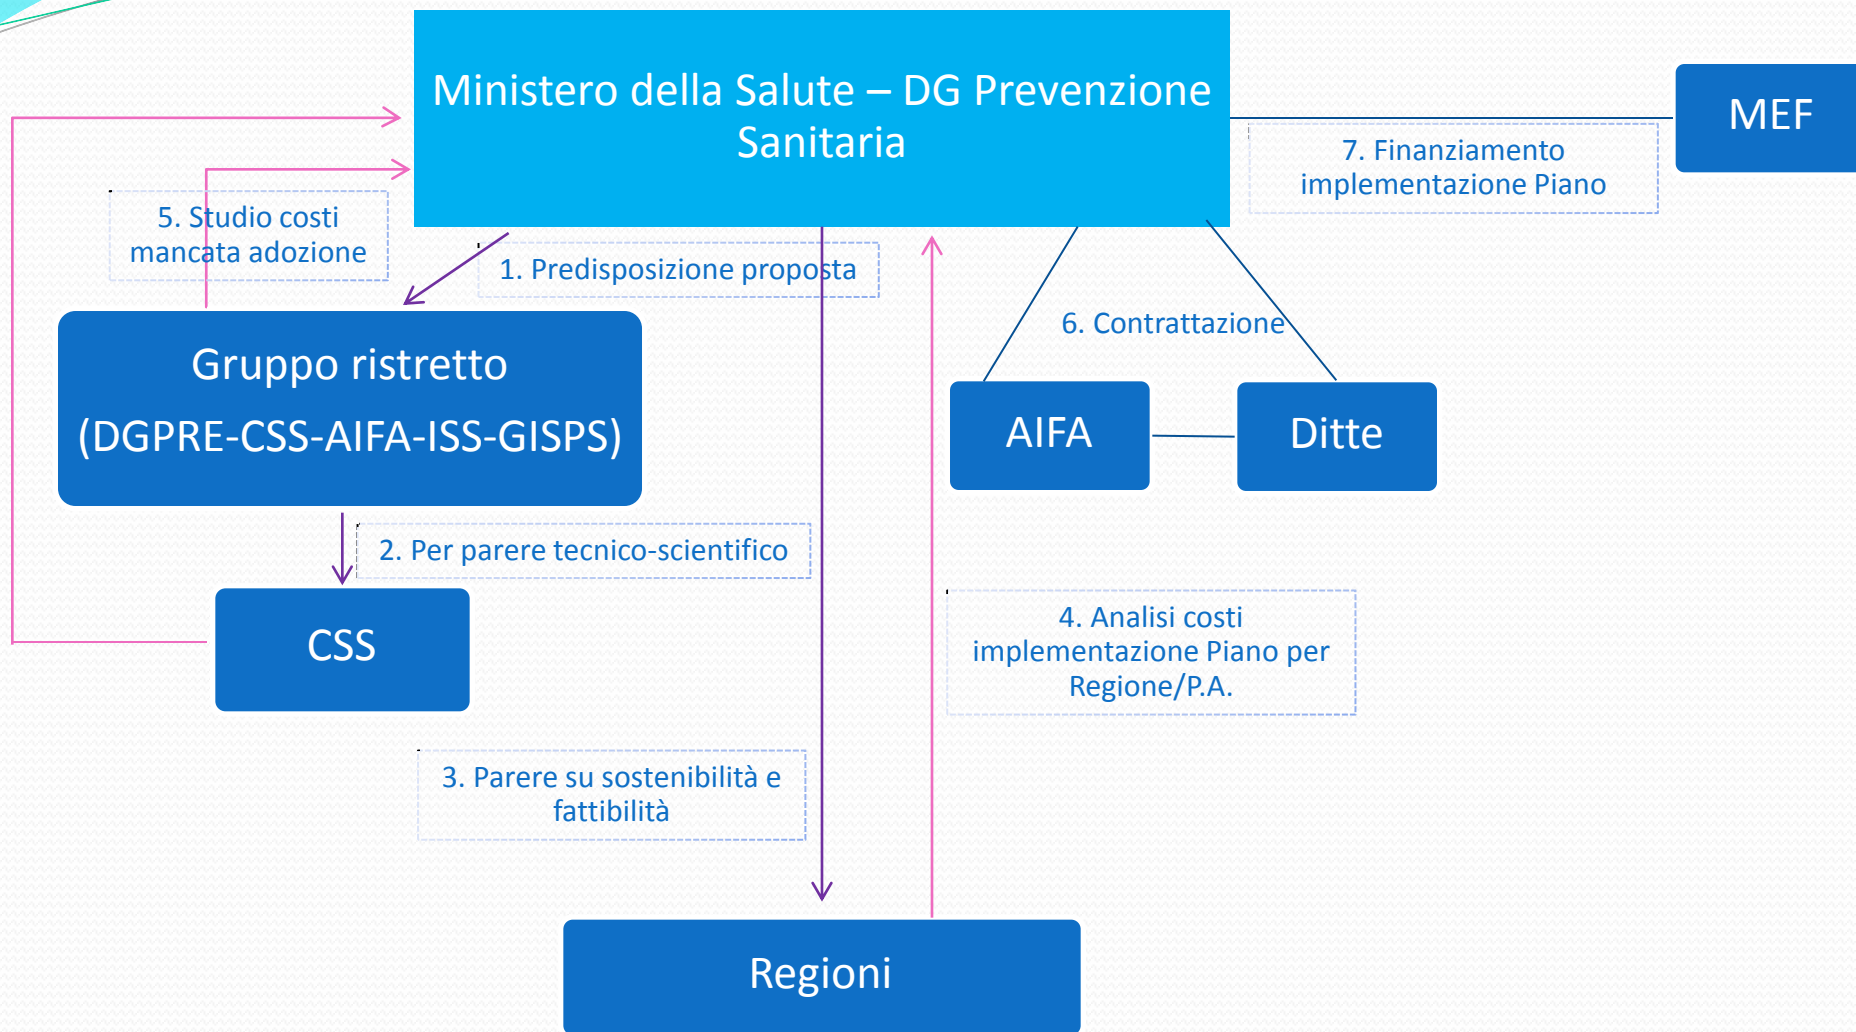 Ministero della Salute – DG Prevenzione
Sanitaria
MEF
7. Finanziamento
implementazione Piano
5. Studio costi
mancata adozione
1. Predisposizione proposta
6. Contrattazione
Gruppo ristretto
(DGPRE-CSS-AIFA-ISS-GISPS)
AIFA
Ditte
2. Per parere tecnico-scientifico
CSS
4. Analisi costi
implementazione Piano per
Regione/P.A.
3. Parere su sostenibilità e
fattibilità
Regioni